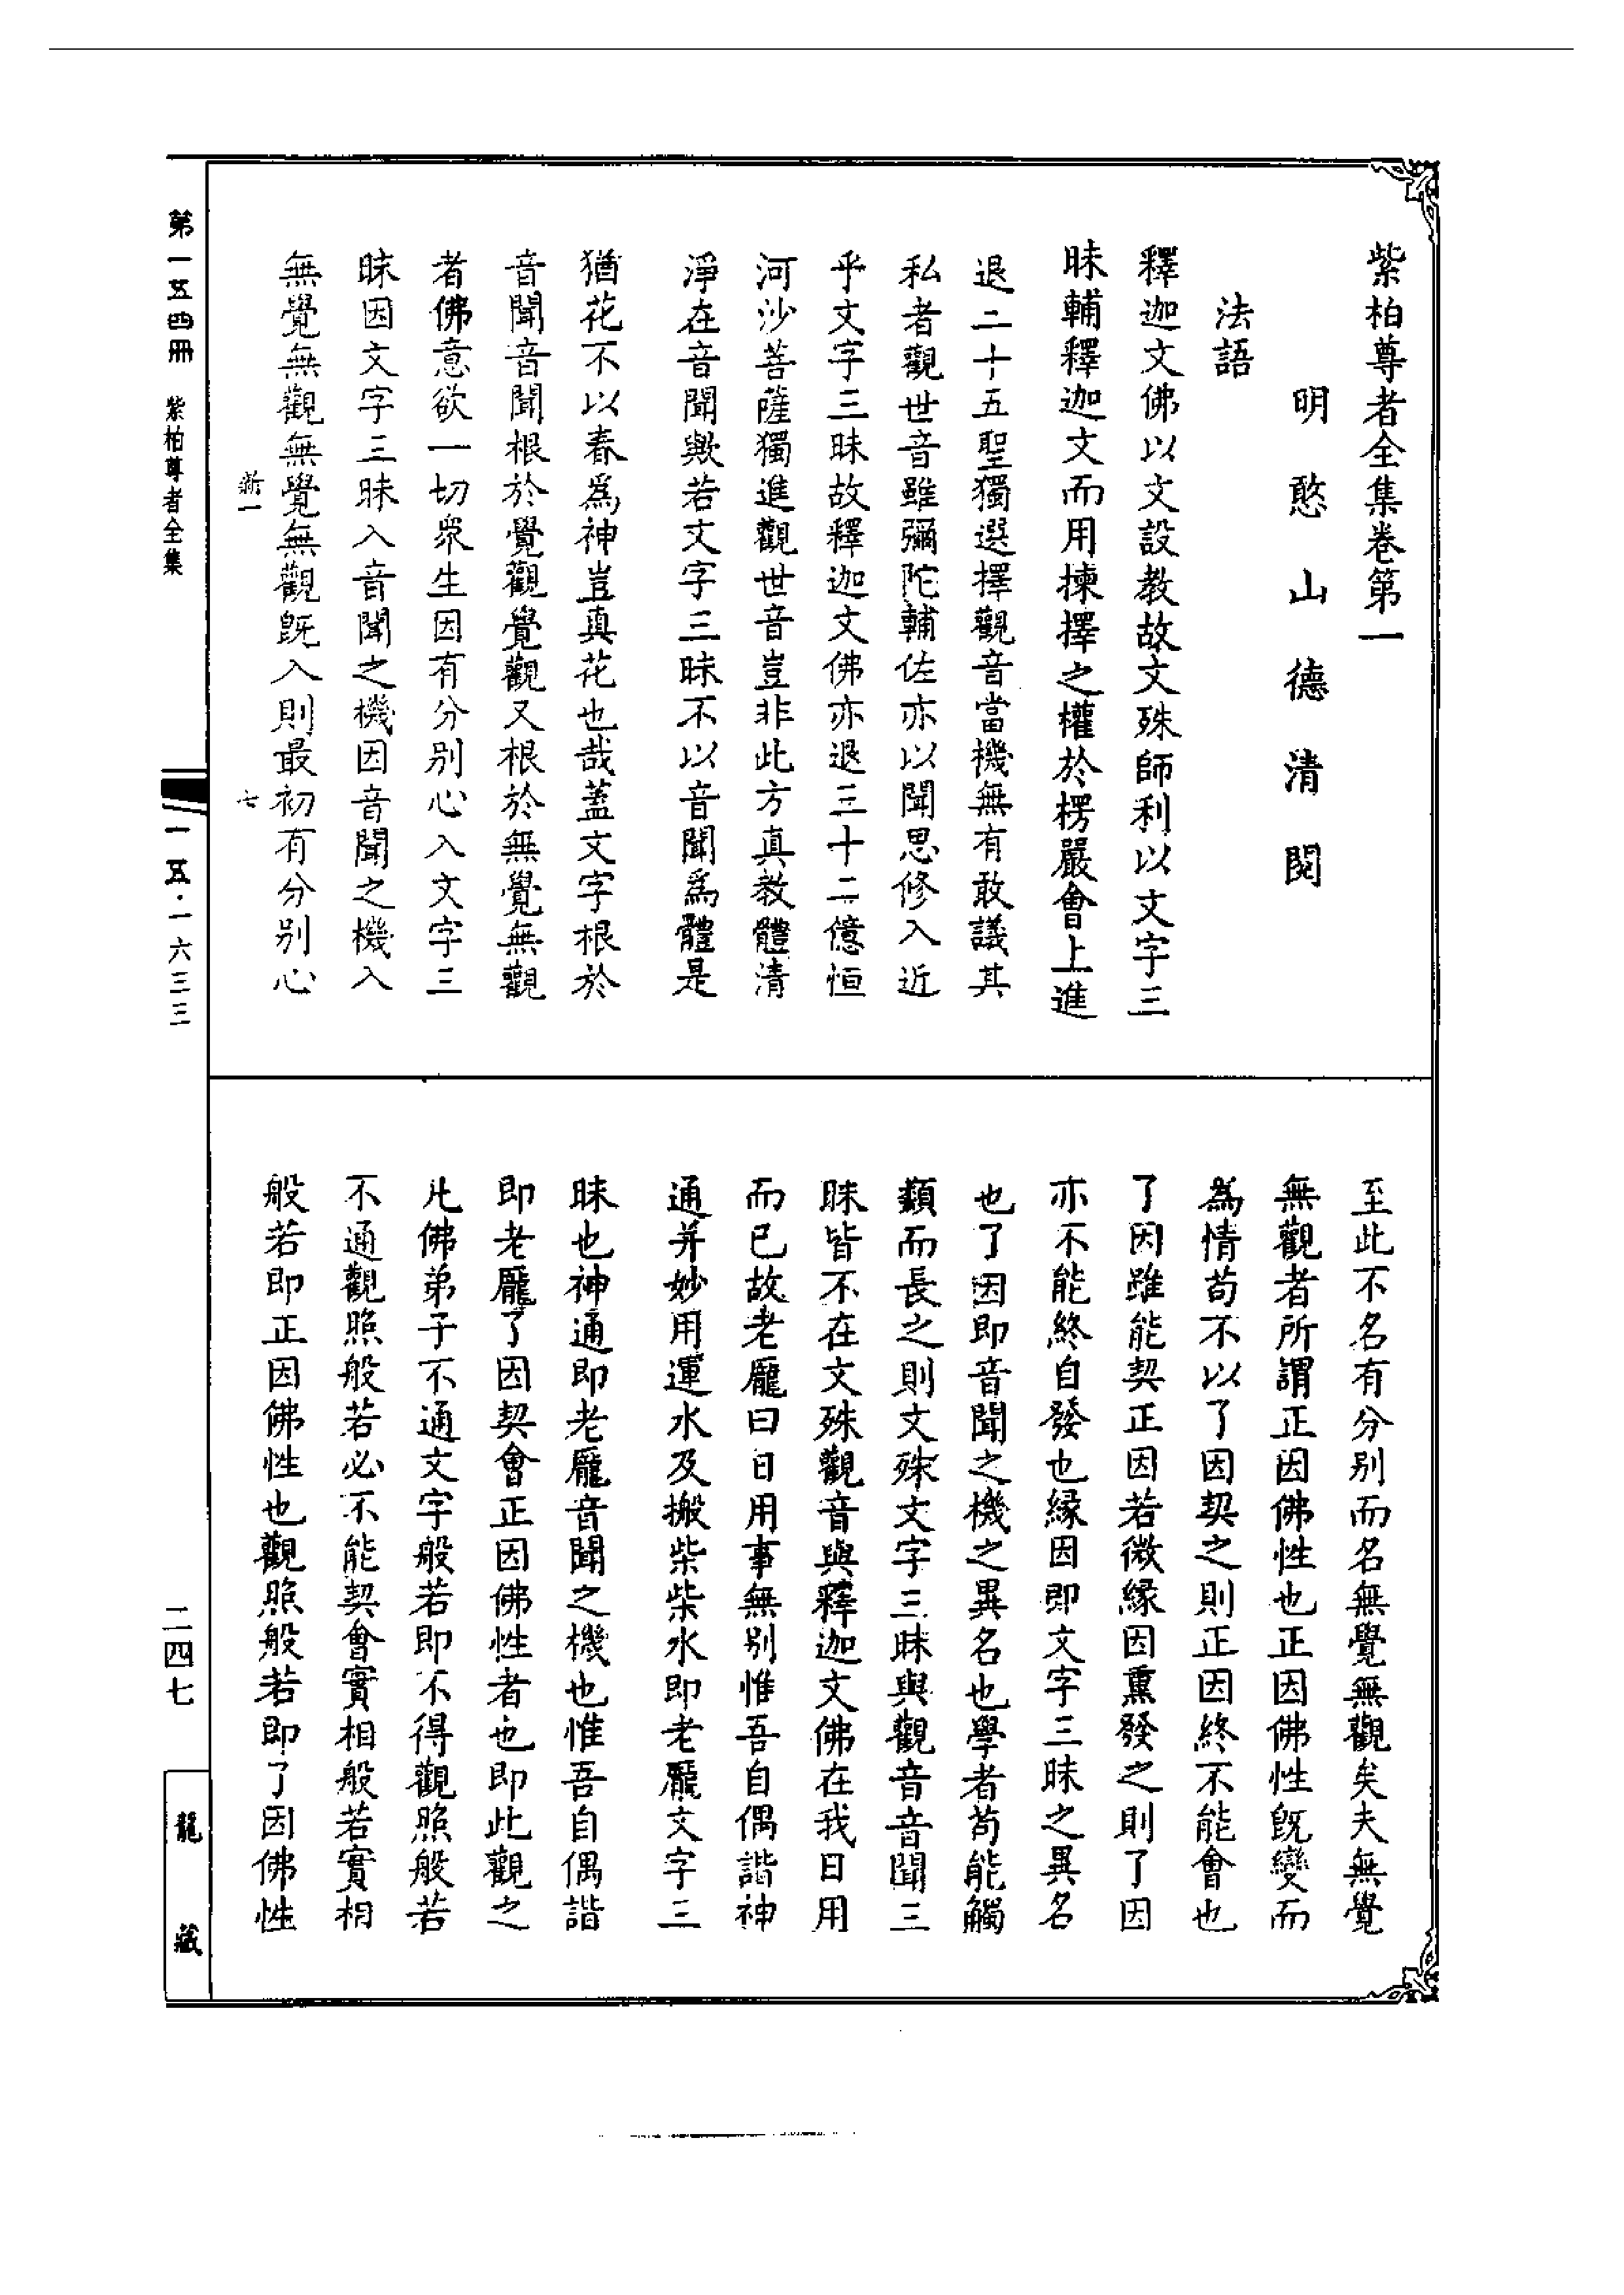 紫柏尊者全集卷第一
明憨山德清閱
法語
釋迦文佛以文設教故文殊師利以文字三
昧輔釋迦文而用揀擇之權於楞嚴會上進
退二十五聖獨選擇觀音當機無有敢議其
私者觀世音雖彌陀輔佐亦以聞思修入近
乎文字三昧故釋迦文佛亦退三十二億恒
河沙菩薩獨進觀世音豈非此方真教體清
淨在音聞歟若文字三昧不以音聞為體是
猶花不以春為神豈真花也哉蓋文字根於
音聞音聞根於覺觀覺觀又根於無覺無觀
者佛意欲一切眾生因有分別心入文字三
昧因文字三昧入音聞之機因音聞之機入
無覺無觀無覺無觀既入則最初有分別心
至此不名有分別而名無覺無觀矣夫無覺
無觀者所謂正因佛性也正因佛性既變而
為情苟不以了因契之則正因終不能會也
了因雖能契正因若微緣因熏發之則了因
亦不能終自發也緣因即文字三昧之異名
也了因即音聞之機之異名也學者苟能觸
類而長之則文殊文字三昧與觀音音聞三
昧皆不在文殊觀音與釋迦文佛在我日用
而已故老龐曰日用事無別惟吾自偶諧神
通并妙用運水及搬柴柴水即老龐文字三
昧也神通即老龐音聞之機也惟吾自偶諧
即老龐了因契會正因佛性者也即此觀之
凡佛弟子不通文字般若即不得觀照般若
不通觀照般若必不能契會實相般若實相
般若即正因佛性也觀照般若即了因佛性
第一五四冊 紫柏尊者全集
一五·一六三三
二四七
龍藏
七